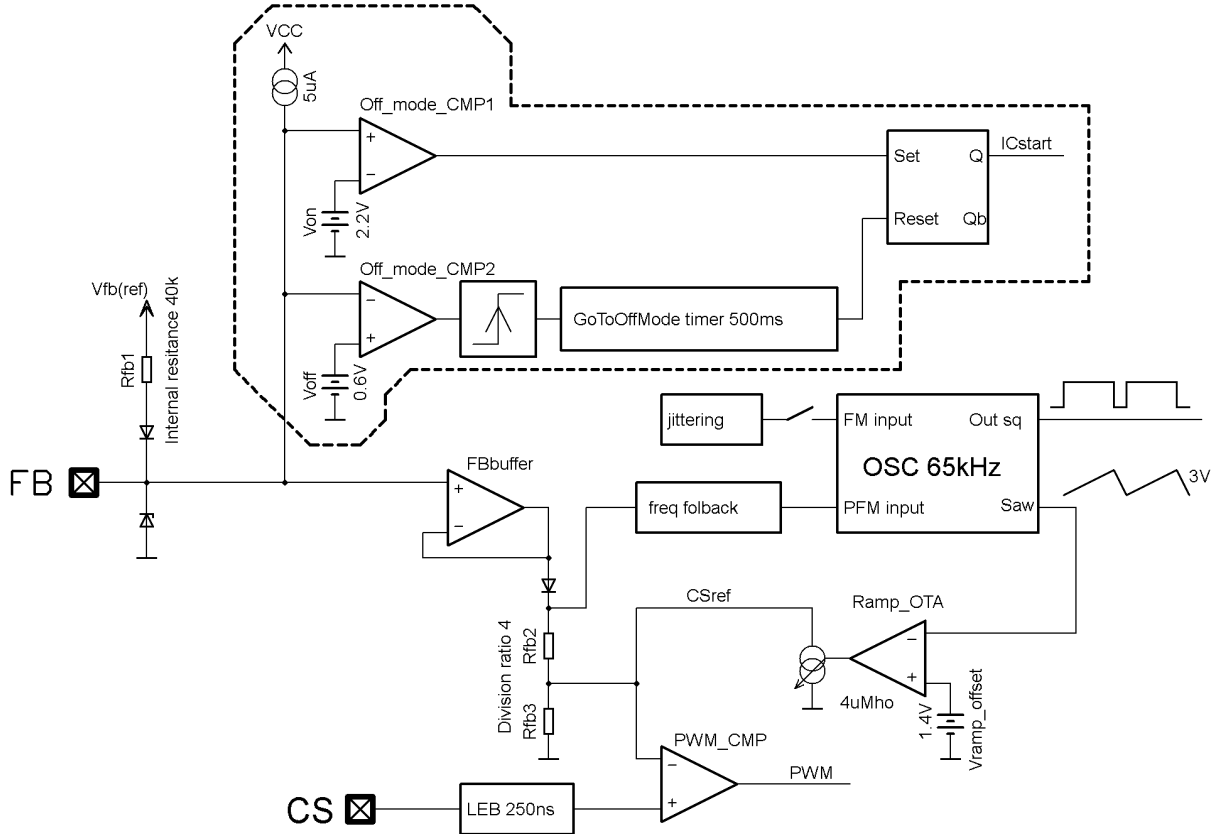 VCC
5uA
Off_mode_CMP1
+
−
Von
2.2V
Set
Q
ICstart
Reset
Qb
Off_mode_CMP2
−
+
Voff
0.6V
GoToOffMode timer 500ms
Vfb(ref)
Rfb1
Internal resitance 40k
jittering
FM input
Out sq
OSC 65kHz
PFM input
Saw
3V
FB
FBbuffer
+
−
freq folback
CSref
Ramp_OTA
−
+
4uMho
1.4V
Vramp_offset
Division ratio 4
Rfb2
Rfb3
PWM_CMP
−
+
PWM
CS
LEB 250ns